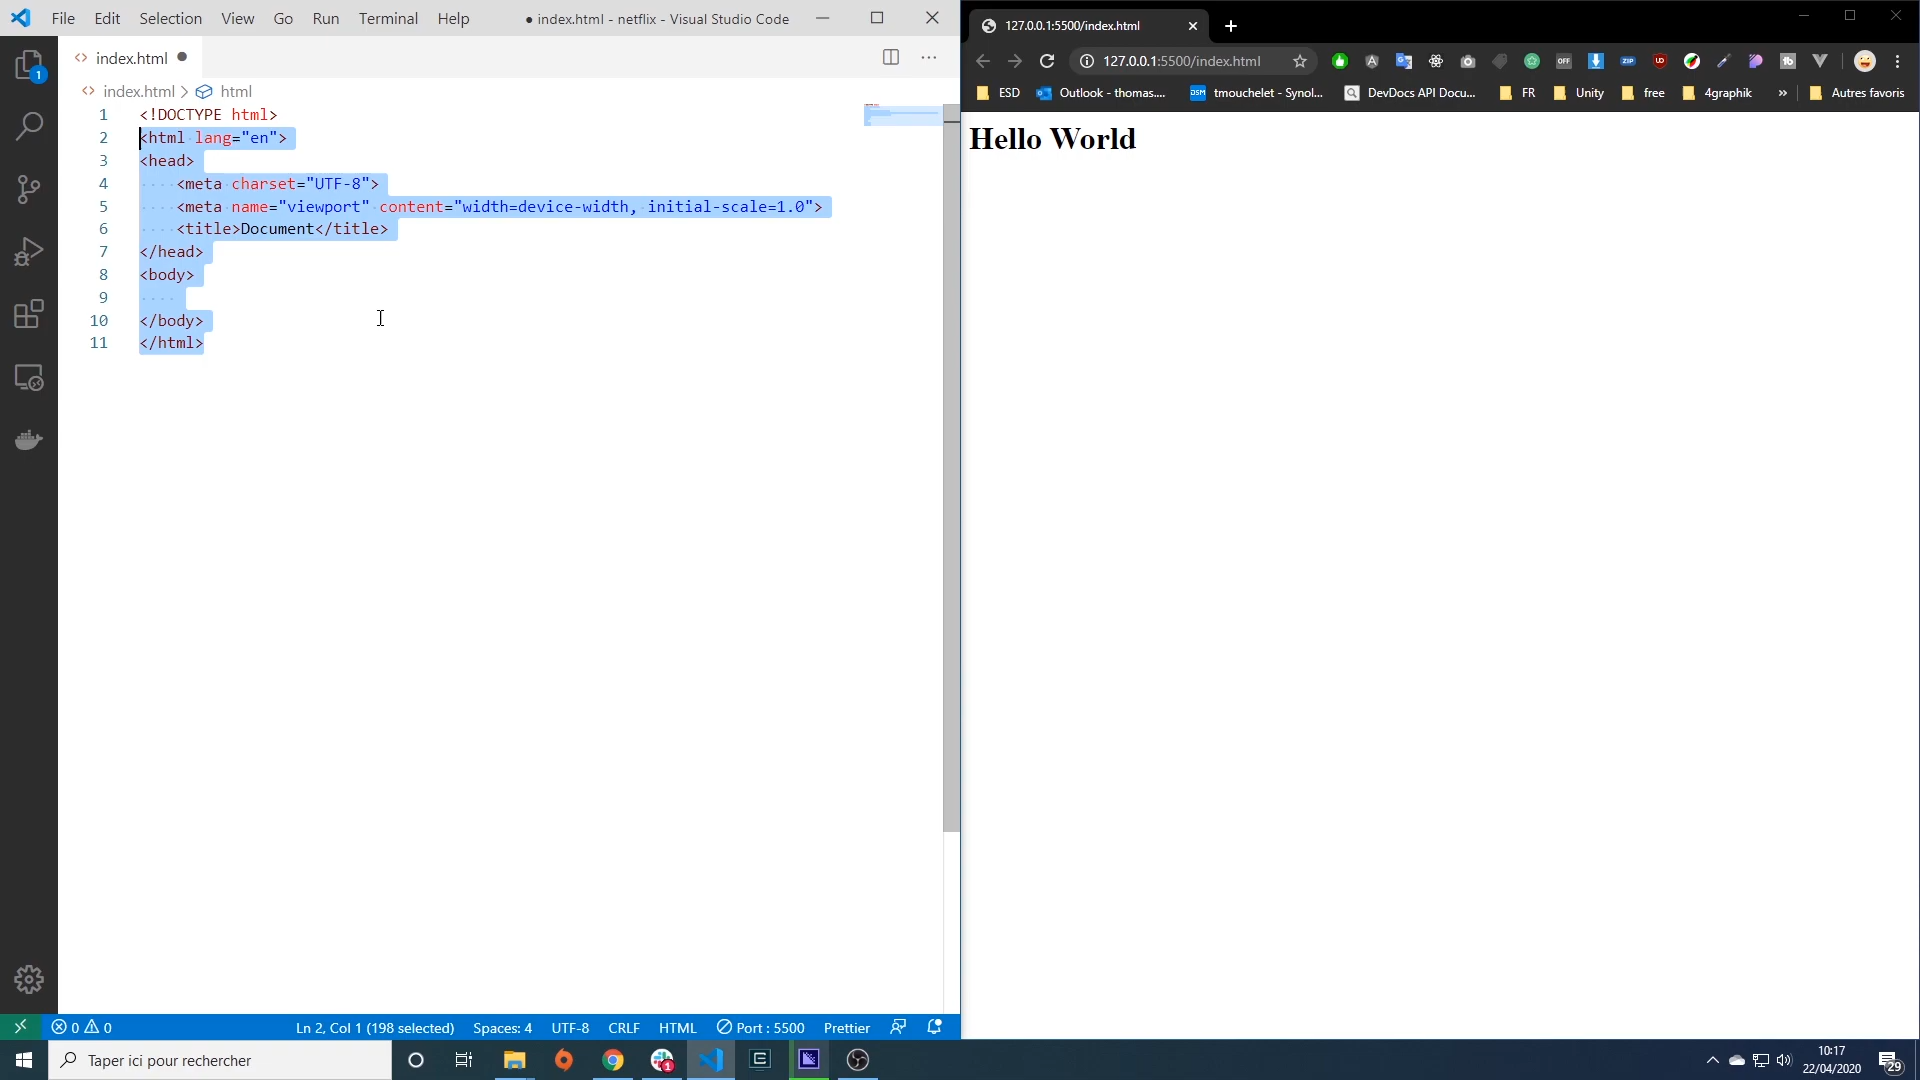 File Edit Selection View Go Run Terminal Help ● index.html - netflix - Visual Studio Code
index.html ●
index.html > html
1 <!DOCTYPE html>
2 <html lang="en">
3 <head>
4 <meta charset="UTF-8">
5 <meta name="viewport" content="width=device-width, initial-scale=1.0">
6 <title>Document</title>
7 </head>
8 <body>
9
10 </body>
11 </html>
1
0 0 Ln 2, Col 1 (198 selected) Spaces: 4 UTF-8 CRLF HTML Port : 5500 Prettier
127.0.0.1:5500/index.html
127.0.0.1:5500/index.html
OFF ZIP
ESD Outlook - thomas.... DSM tmouchelet - Synol... DevDocs API Docu... FR Unity free 4graphik » Autres favoris
Hello World
Taper ici pour rechercher
1
10:17
22/04/2020
29